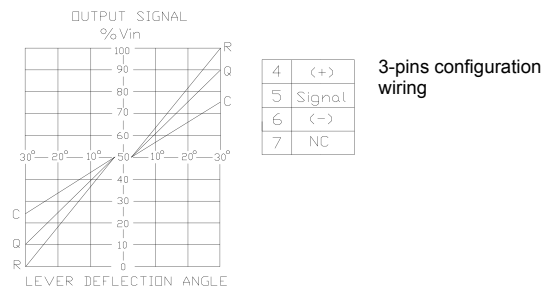 OUTPUT SIGNAL
%Vin
100
90
80
70
60
50
40
30
20
10
0
30° 20° 10° 10° 20° 30°
R
Q
C
C
Q
R
LEVER DEFLECTION ANGLE
4 (+)
5 Signal
6 (-)
7 NC
3-pins configuration
wiring